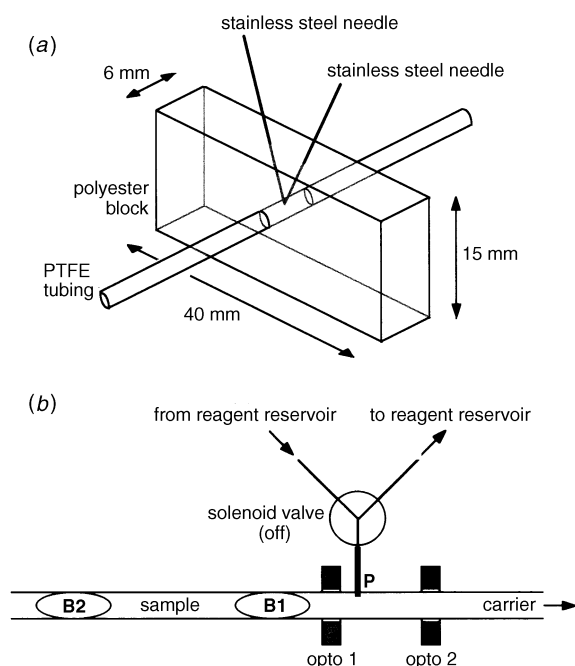 (a)
stainless steel needle
stainless steel needle
6 mm
polyester
block
PTFE
tubing
40 mm
15 mm
(b)
from reagent reservoir
to reagent reservoir
solenoid valve
(off)
P
B2
sample
B1
carrier
opto 1
opto 2